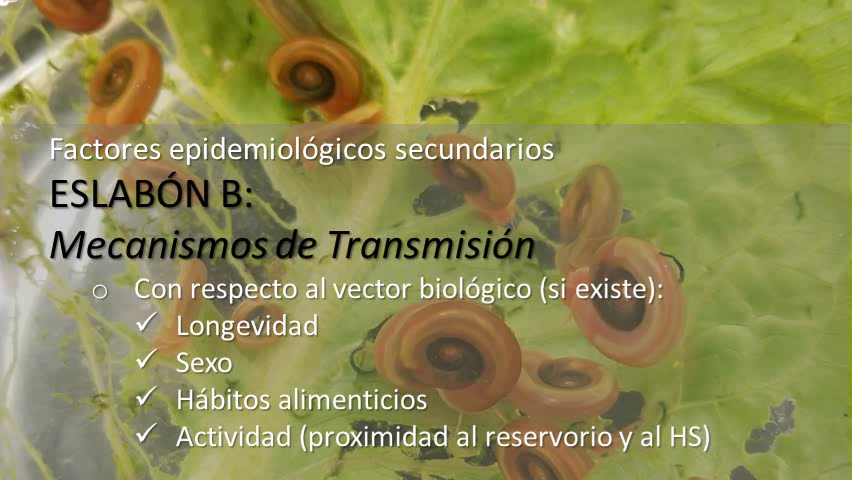 Factores epidemiológicos secundarios
ESLABÓN B:
Mecanismos de Transmisión
o Con respecto al vector biológico (si existe):
✓ Longevidad
✓ Sexo
✓ Hábitos alimenticios
✓ Actividad (proximidad al reservorio y al HS)